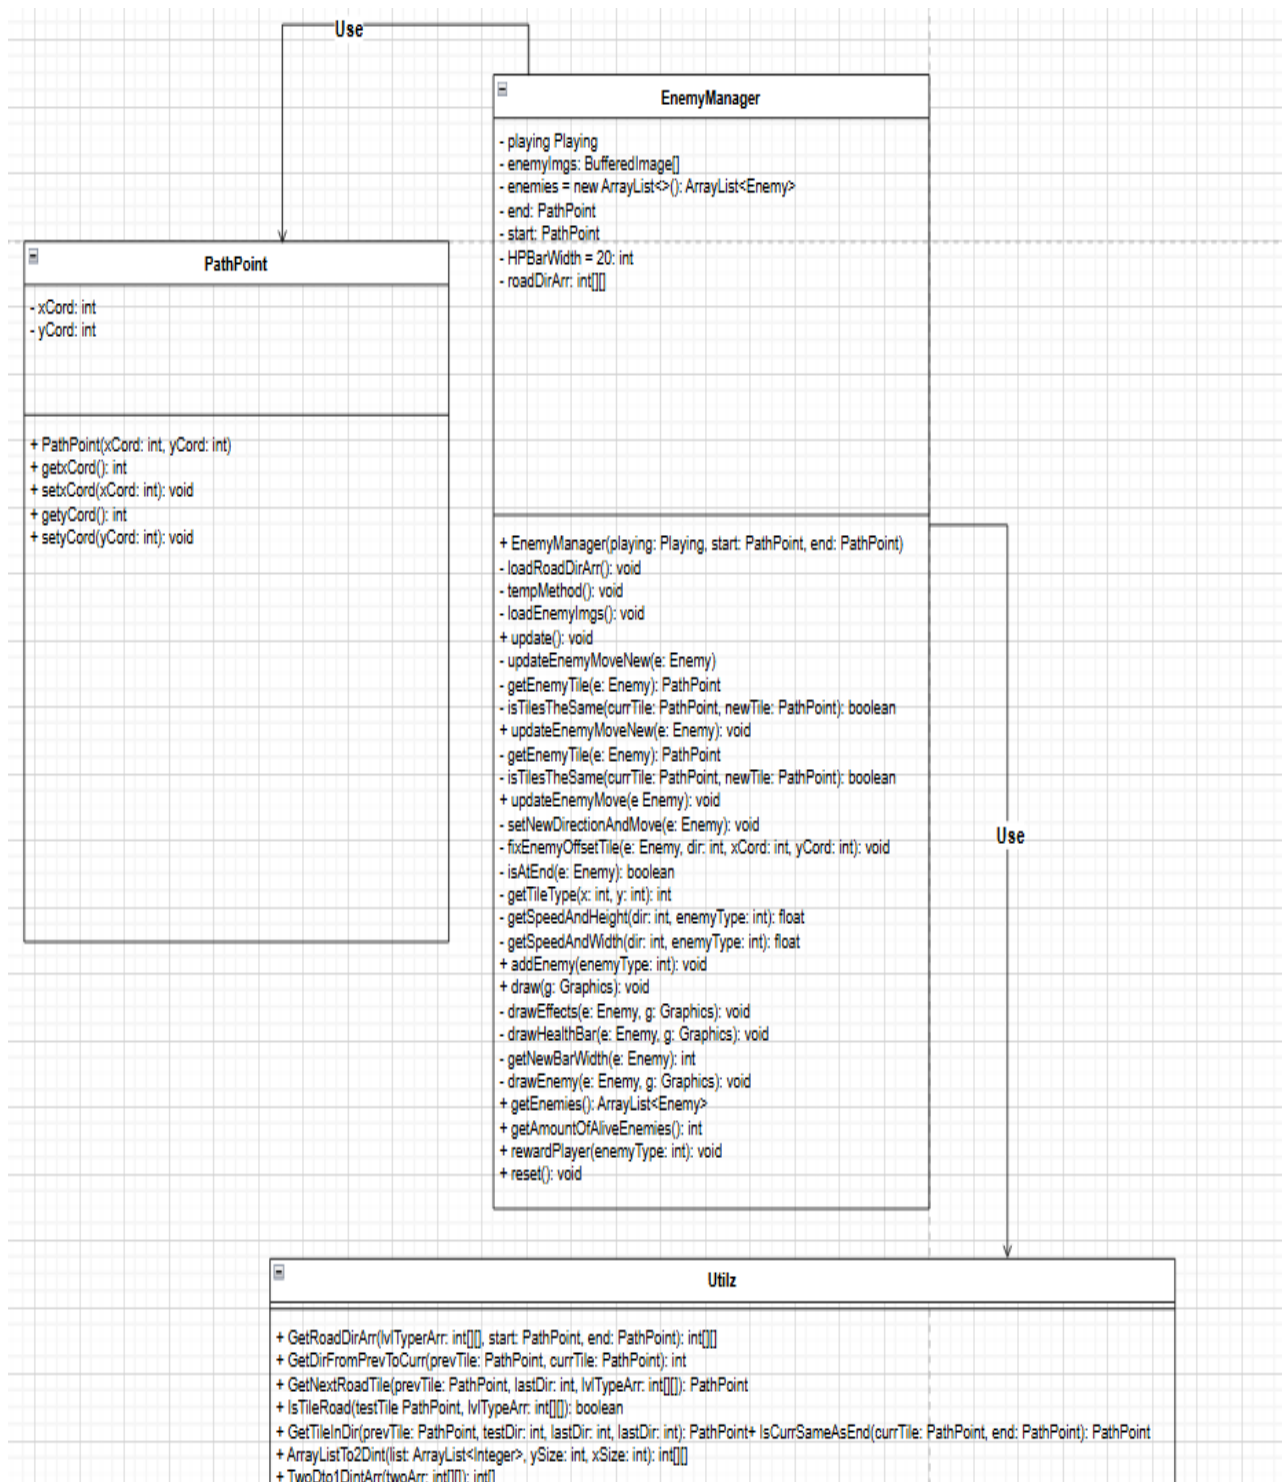 Use
EnemyManager
- playing Playing
- enemyImgs: BufferedImage[]
- enemies = new ArrayList<>(): ArrayList<Enemy>
- end: PathPoint
- start: PathPoint
- HPBarWidth = 20: int
- roadDirArr: int[][]
PathPoint
- xCord: int
- yCord: int
+ PathPoint(xCord: int, yCord: int)
+ getxCord(): int
+ setxCord(xCord: int): void
+ getyCord(): int
+ setyCord(yCord: int): void
+ EnemyManager(playing: Playing, start: PathPoint, end: PathPoint)
- loadRoadDirArr(): void
- tempMethod(): void
- loadEnemyImgs(): void
+ update(): void
- updateEnemyMoveNew(e: Enemy)
- getEnemyTile(e: Enemy): PathPoint
- isTilesTheSame(currTile: PathPoint, newTile: PathPoint): boolean
+ updateEnemyMoveNew(e: Enemy): void
- getEnemyTile(e: Enemy): PathPoint
- isTilesTheSame(currTile: PathPoint, newTile: PathPoint): boolean
+ updateEnemyMove(e Enemy): void
- setNewDirectionAndMove(e: Enemy): void
- fixEnemyOffsetTile(e: Enemy, dir: int, xCord: int, yCord: int): void
- isAtEnd(e: Enemy): boolean
- getTileType(x: int, y: int): int
- getSpeedAndHeight(dir: int, enemyType: int): float
- getSpeedAndWidth(dir: int, enemyType: int): float
+ addEnemy(enemyType: int): void
+ draw(g: Graphics): void
- drawEffects(e: Enemy, g: Graphics): void
- drawHealthBar(e: Enemy, g: Graphics): void
- getNewBarWidth(e: Enemy): int
- drawEnemy(e: Enemy, g: Graphics): void
+ getEnemies(): ArrayList<Enemy>
+ getAmountOfAliveEnemies(): int
+ rewardPlayer(enemyType: int): void
+ reset(): void
Use
Utilz
+ GetRoadDirArr(lvlTyperArr: int[][], start: PathPoint, end: PathPoint): int[][]
+ GetDirFromPrevToCurr(prevTile: PathPoint, currTile: PathPoint): int
+ GetNextRoadTile(prevTile: PathPoint, lastDir: int, lvlTypeArr: int[][]): PathPoint
+ IsTileRoad(testTile PathPoint, lvlTypeArr: int[][]): boolean
+ GetTileInDir(prevTile: PathPoint, testDir: int, lastDir: int, lastDir: int): PathPoint+ IsCurrSameAsEnd(currTile: PathPoint, end: PathPoint): PathPoint
+ ArrayListTo2Dint(list: ArrayList<Integer>, ySize: int, xSize: int): int[][]
+ TwoDto1DintArr(twoArr: int[][]): int[]